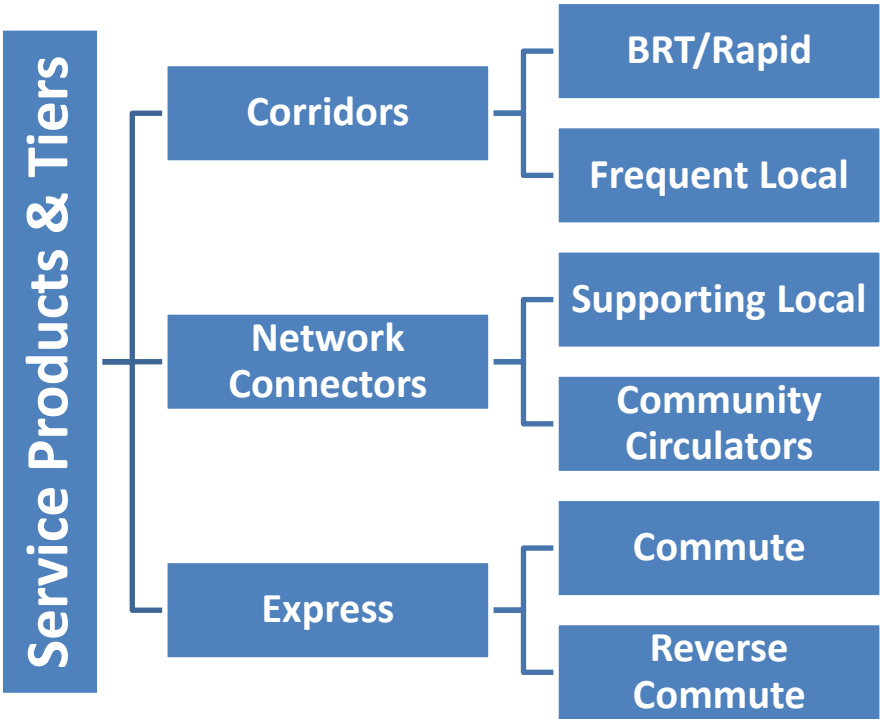 Service Products & Tiers
Corridors
BRT/Rapid
Frequent Local
Network
Connectors
Supporting Local
Community
Circulators
Express
Commute
Reverse
Commute